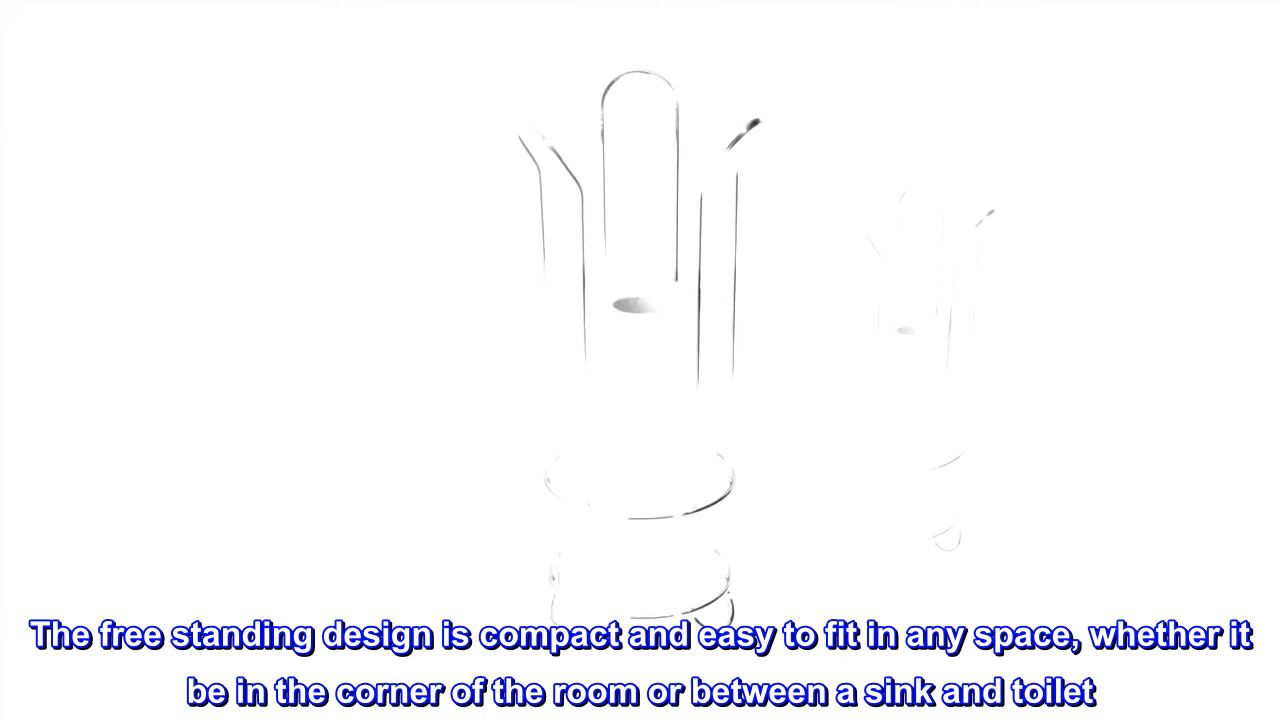 The free standing design is compact and easy to fit in any space, whether it
be in the corner of the room or between a sink and toilet